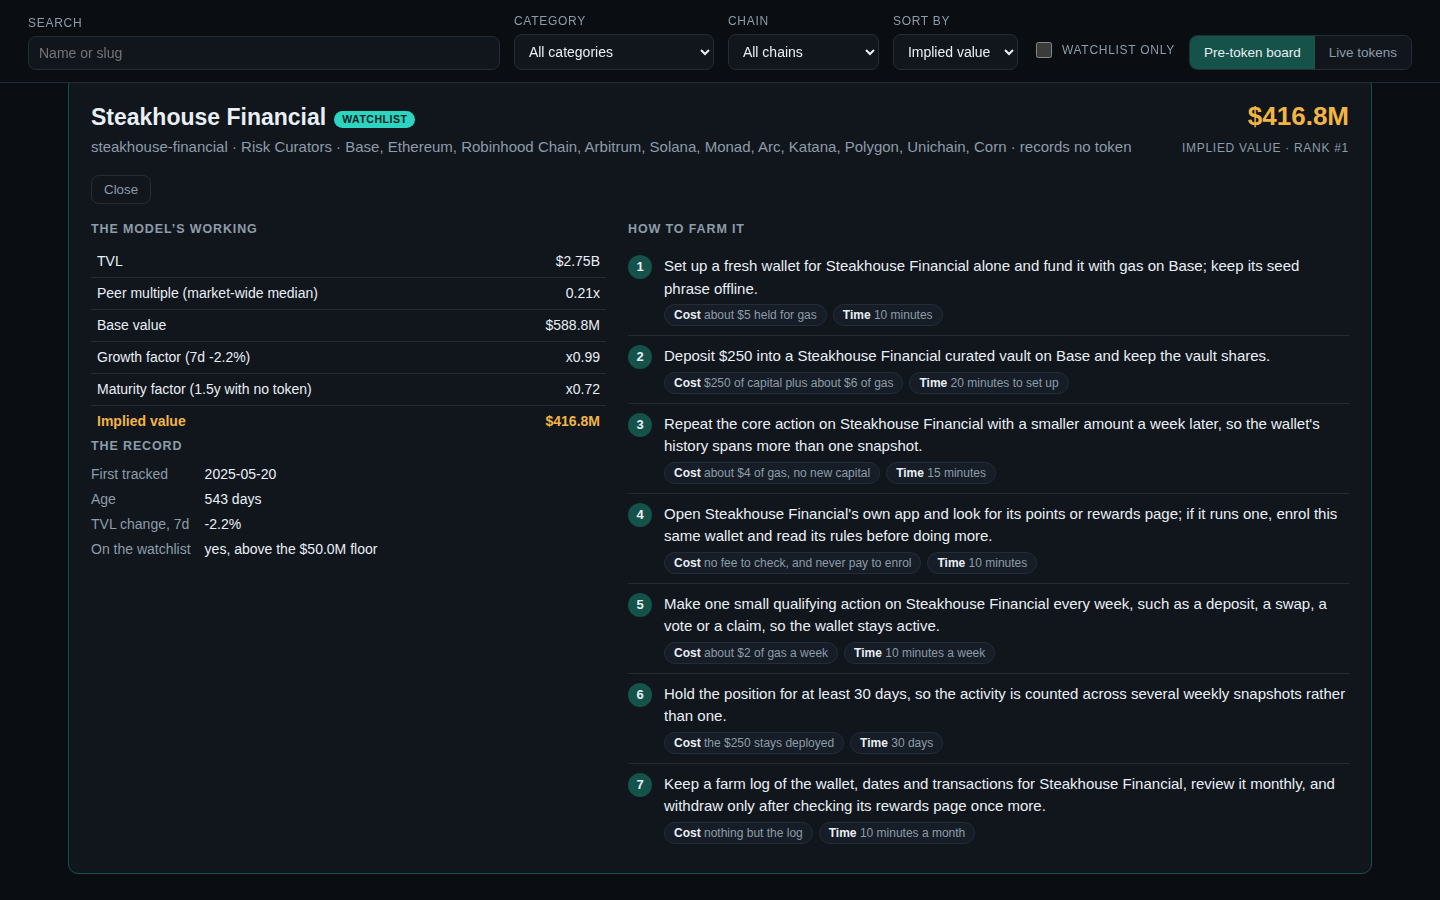 SEARCH
Name or slug
CATEGORY
All categories
CHAIN
All chains
SORT BY
Implied value
WATCHLIST ONLY
Pre-token board
Live tokens
Steakhouse Financial WATCHLIST
$416.8M
steakhouse-financial · Risk Curators · Base, Ethereum, Robinhood Chain, Arbitrum, Solana, Monad, Arc, Katana, Polygon, Unichain, Corn · records no token
IMPLIED VALUE · RANK #1
Close
THE MODEL'S WORKING
TVL $2.75B
Peer multiple (market-wide median) 0.21x
Base value $588.8M
Growth factor (7d -2.2%) x0.99
Maturity factor (1.5y with no token) x0.72
Implied value $416.8M
THE RECORD
First tracked 2025-05-20
Age 543 days
TVL change, 7d -2.2%
On the watchlist yes, above the $50.0M floor
HOW TO FARM IT
1 Set up a fresh wallet for Steakhouse Financial alone and fund it with gas on Base; keep its seed
phrase offline.
Cost about $5 held for gas Time 10 minutes
2 Deposit $250 into a Steakhouse Financial curated vault on Base and keep the vault shares.
Cost $250 of capital plus about $6 of gas Time 20 minutes to set up
3 Repeat the core action on Steakhouse Financial with a smaller amount a week later, so the wallet's
history spans more than one snapshot.
Cost about $4 of gas, no new capital Time 15 minutes
4 Open Steakhouse Financial's own app and look for its points or rewards page; if it runs one, enrol this
same wallet and read its rules before doing more.
Cost no fee to check, and never pay to enrol Time 10 minutes
5 Make one small qualifying action on Steakhouse Financial every week, such as a deposit, a swap, a
vote or a claim, so the wallet stays active.
Cost about $2 of gas a week Time 10 minutes a week
6 Hold the position for at least 30 days, so the activity is counted across several weekly snapshots rather
than one.
Cost the $250 stays deployed Time 30 days
7 Keep a farm log of the wallet, dates and transactions for Steakhouse Financial, review it monthly, and
withdraw only after checking its rewards page once more.
Cost nothing but the log Time 10 minutes a month